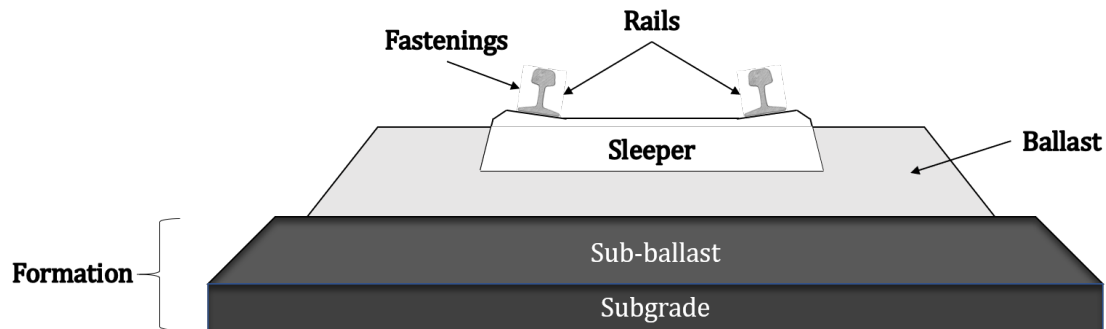 Rails
Fastenings
Sleeper
Ballast
Sub-ballast
Formation
Subgrade